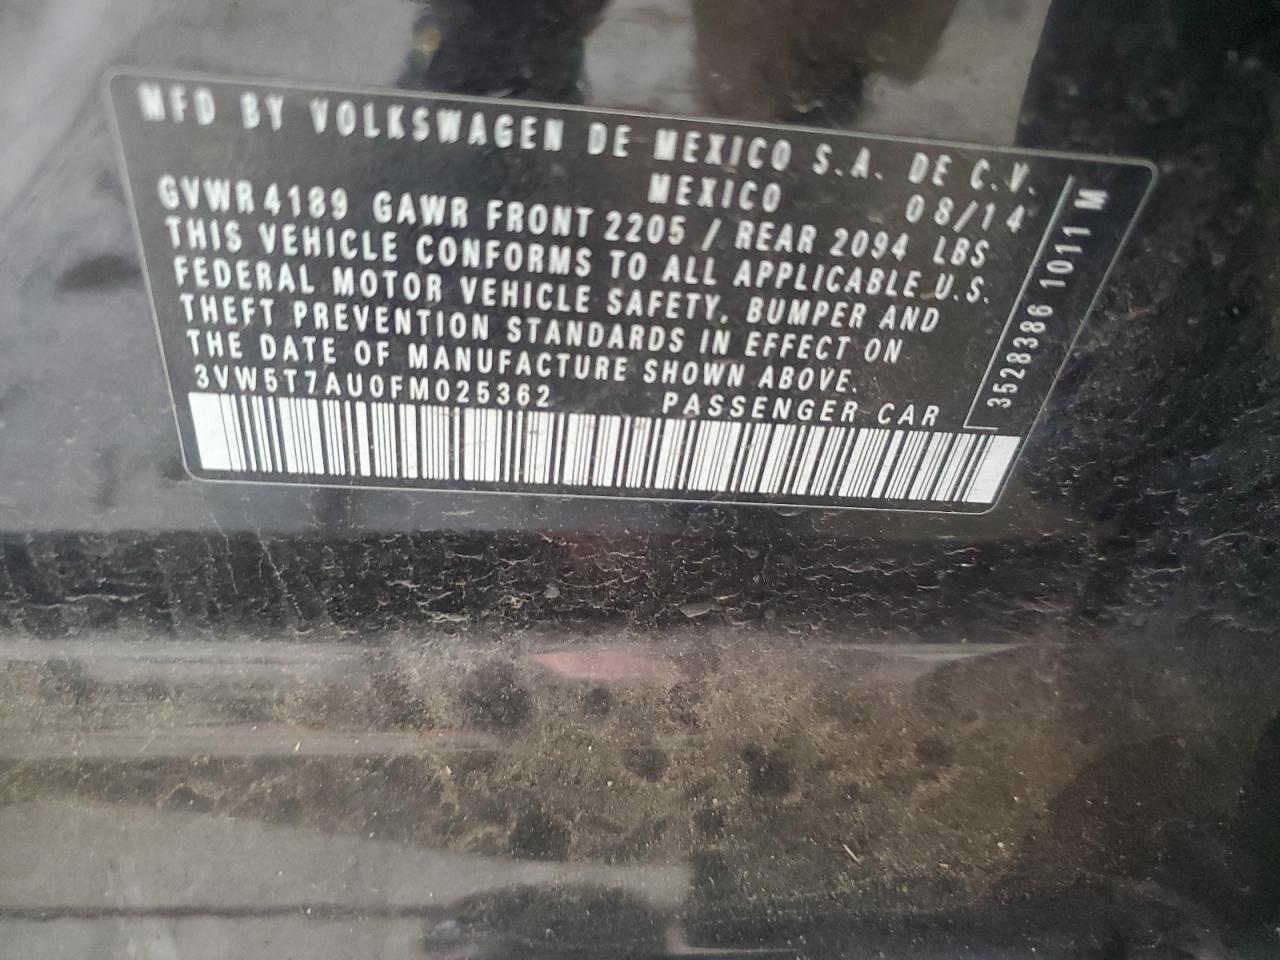 MFD BY VOLKSWAGEN DE MEXICO S.A. DE C.V.
MEXICO 08/14
GVWR 4189 GAWR FRONT 2205 / REAR 2094 LBS
THIS VEHICLE CONFORMS TO ALL APPLICABLE U.S.
FEDERAL MOTOR VEHICLE SAFETY, BUMPER AND
THEFT PREVENTION STANDARDS IN EFFECT ON
THE DATE OF MANUFACTURE SHOWN ABOVE.
3VW5T7AU0FM025362 PASSENGER CAR
3528386 1011 M